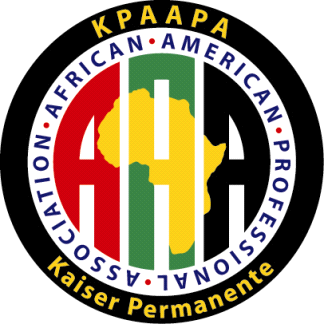 KPAAPA
AFRICAN • AMERICAN • PROFESSIONAL • ASSOCIATION •
AAA
Kaiser Permanente